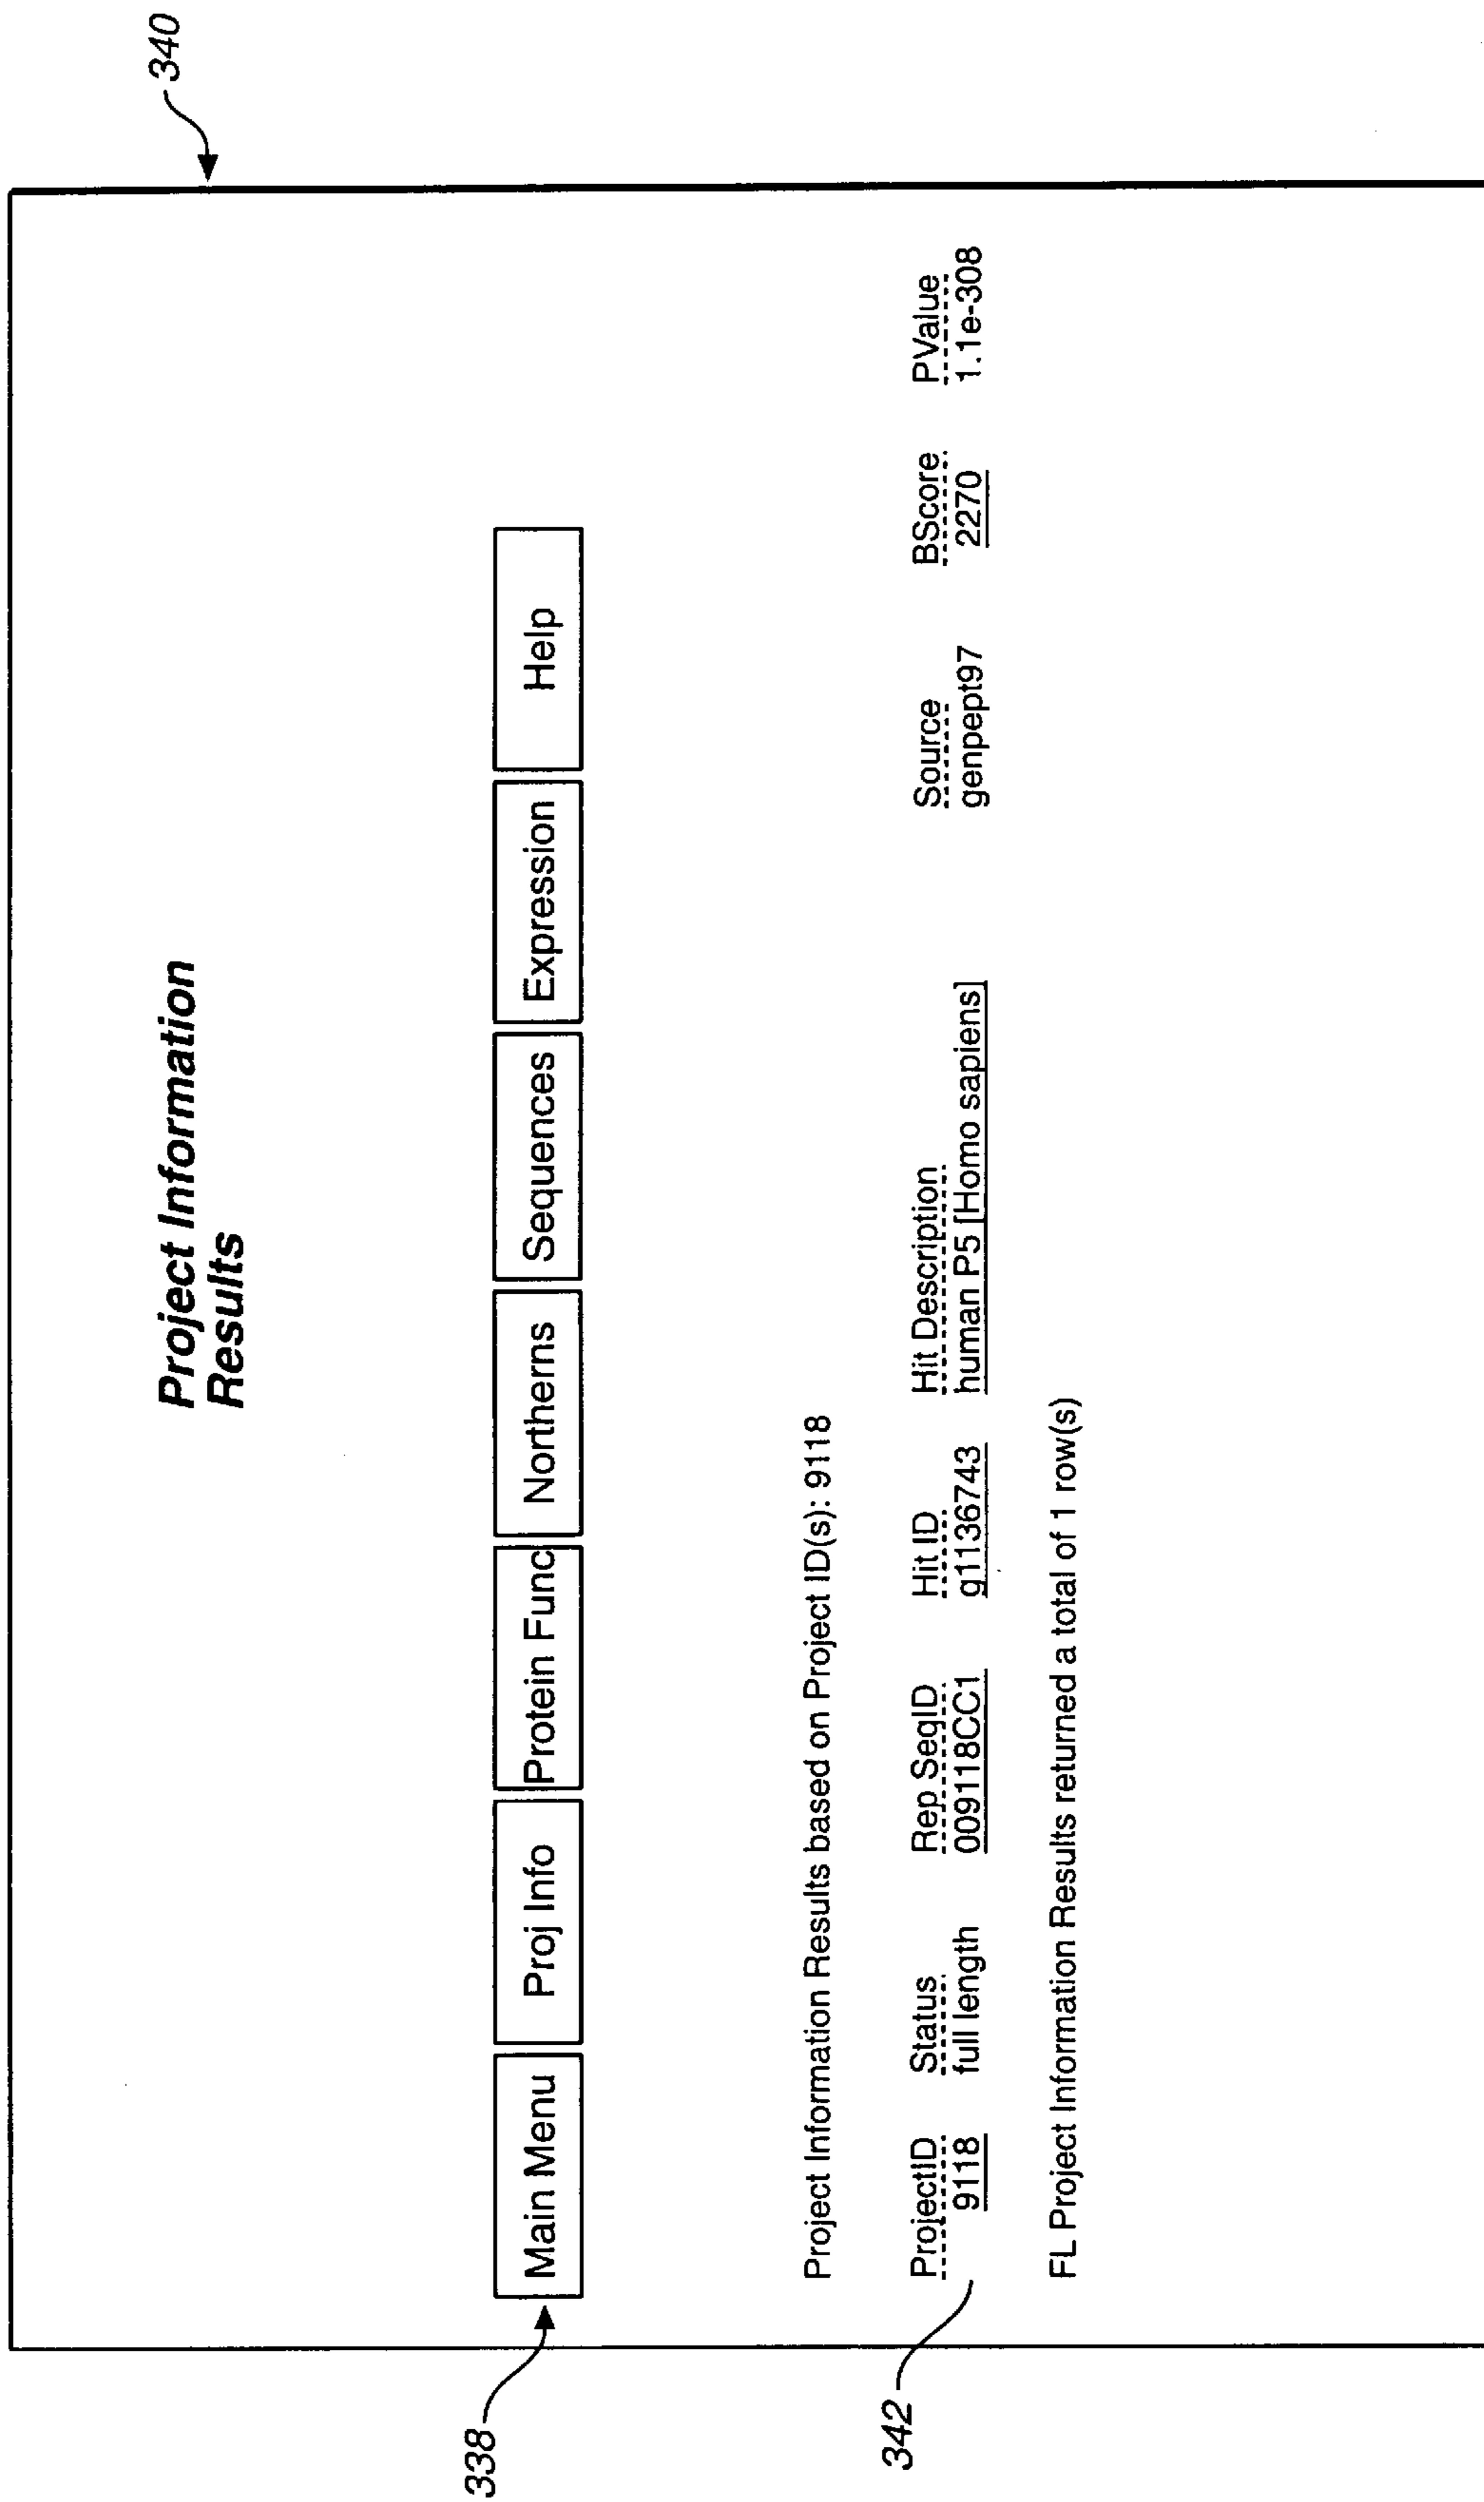 340
Project Information
Results
338
Main Menu Proj Info Protein Func Northerns Sequences Expression Help
Project Information Results based on Project ID(s): 9118
342
ProjectID Status Rep SeqID Hit ID Hit Description Source BScore PValue
9118 full length 009118CC1 g1136743 human P5 [Homo sapiens] genpept97 2270 1.1e-308
FL Project Information Results returned a total of 1 row(s)